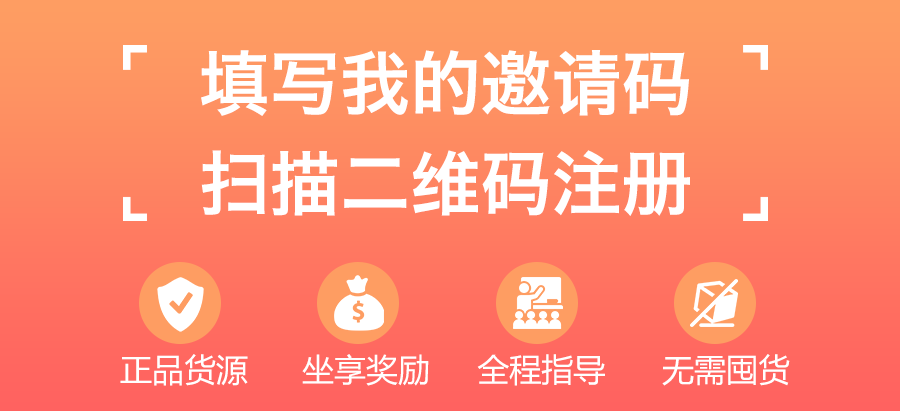 填写我的邀请码
扫描二维码注册
正品货源
坐享奖励
全程指导
无需囤货